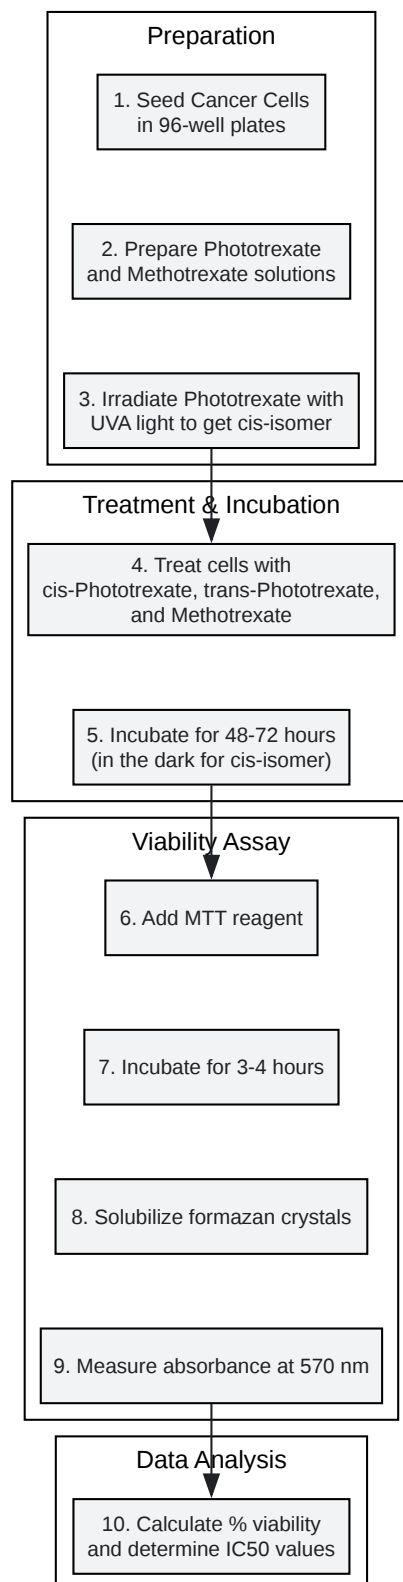 Preparation
1. Seed Cancer Cells
in 96-well plates
2. Prepare Phototrexate
and Methotrexate solutions
3. Irradiate Phototrexate with
UVA light to get cis-isomer
Treatment & Incubation
4. Treat cells with
cis-Phototrexate, trans-Phototrexate,
and Methotrexate
5. Incubate for 48-72 hours
(in the dark for cis-isomer)
Viability Assay
6. Add MTT reagent
7. Incubate for 3-4 hours
8. Solubilize formazan crystals
9. Measure absorbance at 570 nm
Data Analysis
10. Calculate % viability
and determine IC50 values